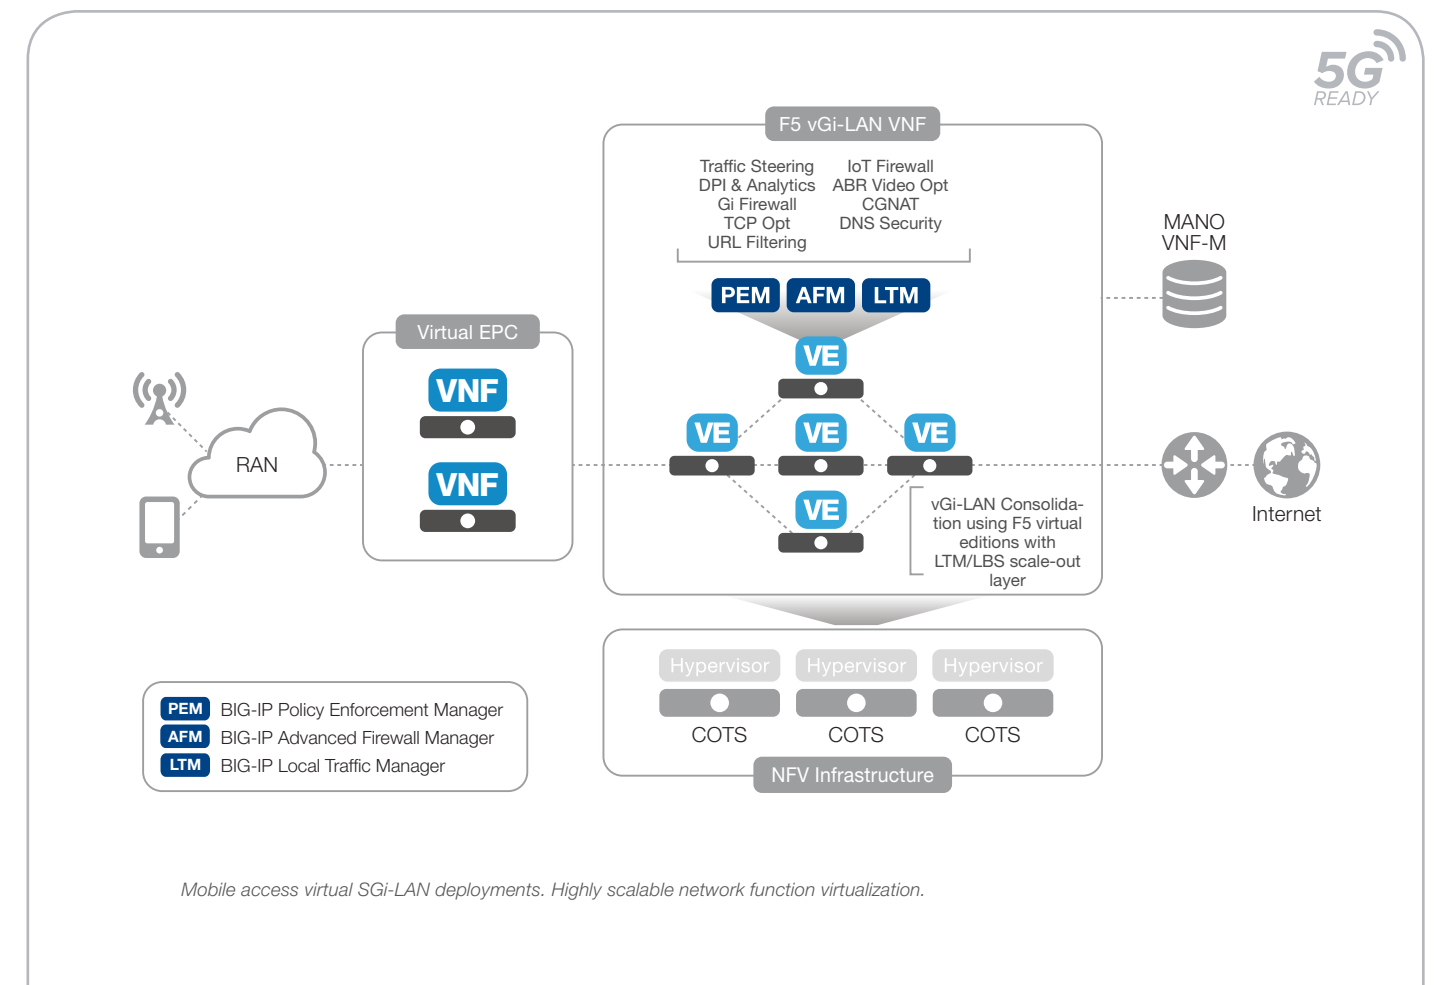 5G
READY
F5 vGi-LAN VNF
Traffic Steering
DPI & Analytics
Gi Firewall
TCP Opt
URL Filtering
IoT Firewall
ABR Video Opt
CGNAT
DNS Security
PEM AFM LTM
MANO
VNF-M
Virtual EPC
VNF
VNF
VE
VE VE VE
VE
RAN
vGi-LAN Consolida-
tion using F5 virtual
editions with
LTM/LBS scale-out
layer
Internet
Hypervisor Hypervisor Hypervisor
COTS COTS COTS
NFV Infrastructure
PEM BIG-IP Policy Enforcement Manager
AFM BIG-IP Advanced Firewall Manager
LTM BIG-IP Local Traffic Manager
Mobile access virtual SGi-LAN deployments. Highly scalable network function virtualization.